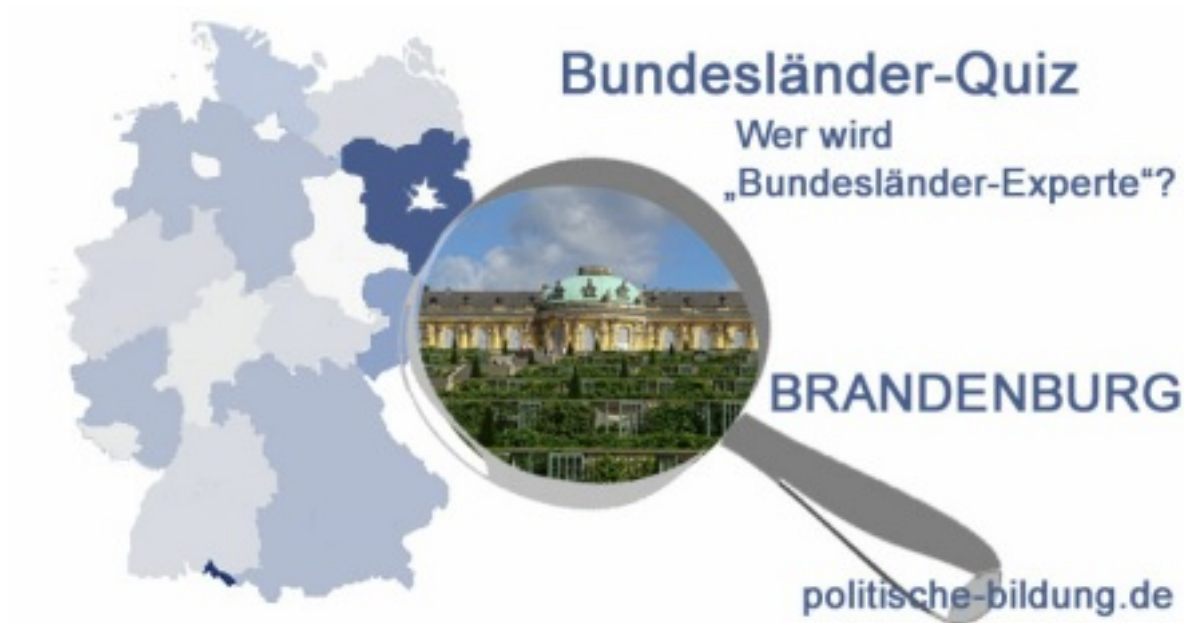 Bundesländer-Quiz
Wer wird
„Bundesländer-Experte“?
BRANDENBURG
politische-bildung.de